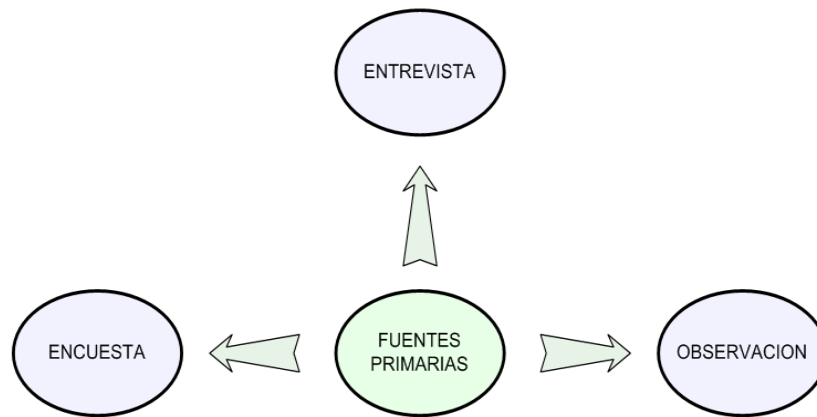 ENTREVISTA
ENCUESTA
FUENTES
PRIMARIAS
OBSERVACION